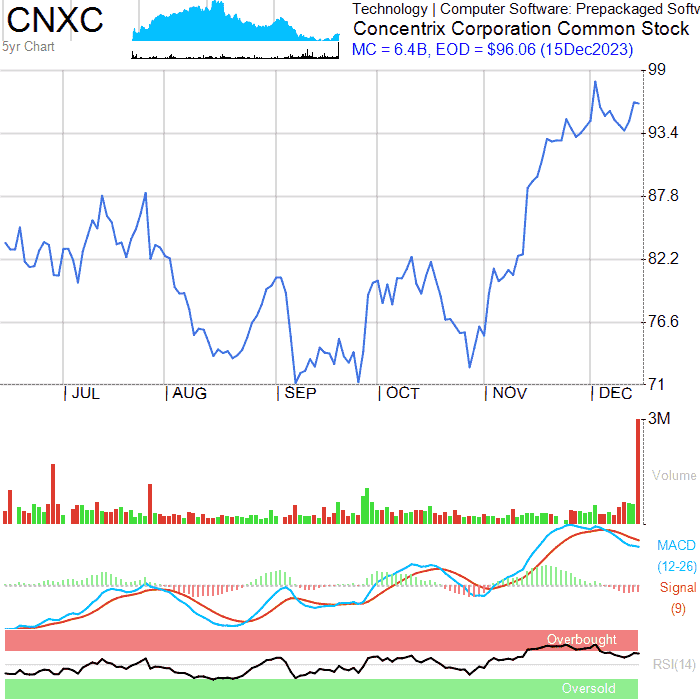 CNXC
Technology | Computer Software: Prepackaged Softw
5yr Chart
Concentrix Corporation Common Stock
MC = 6.4B, EOD = $96.06 (15Dec2023)
99
93.4
87.8
82.2
76.6
71
JUL
AUG
SEP
OCT
NOV
DEC
3M
Volume
MACD
(12-26)
Signal
(9)
Overbought
RSI(14)
Oversold